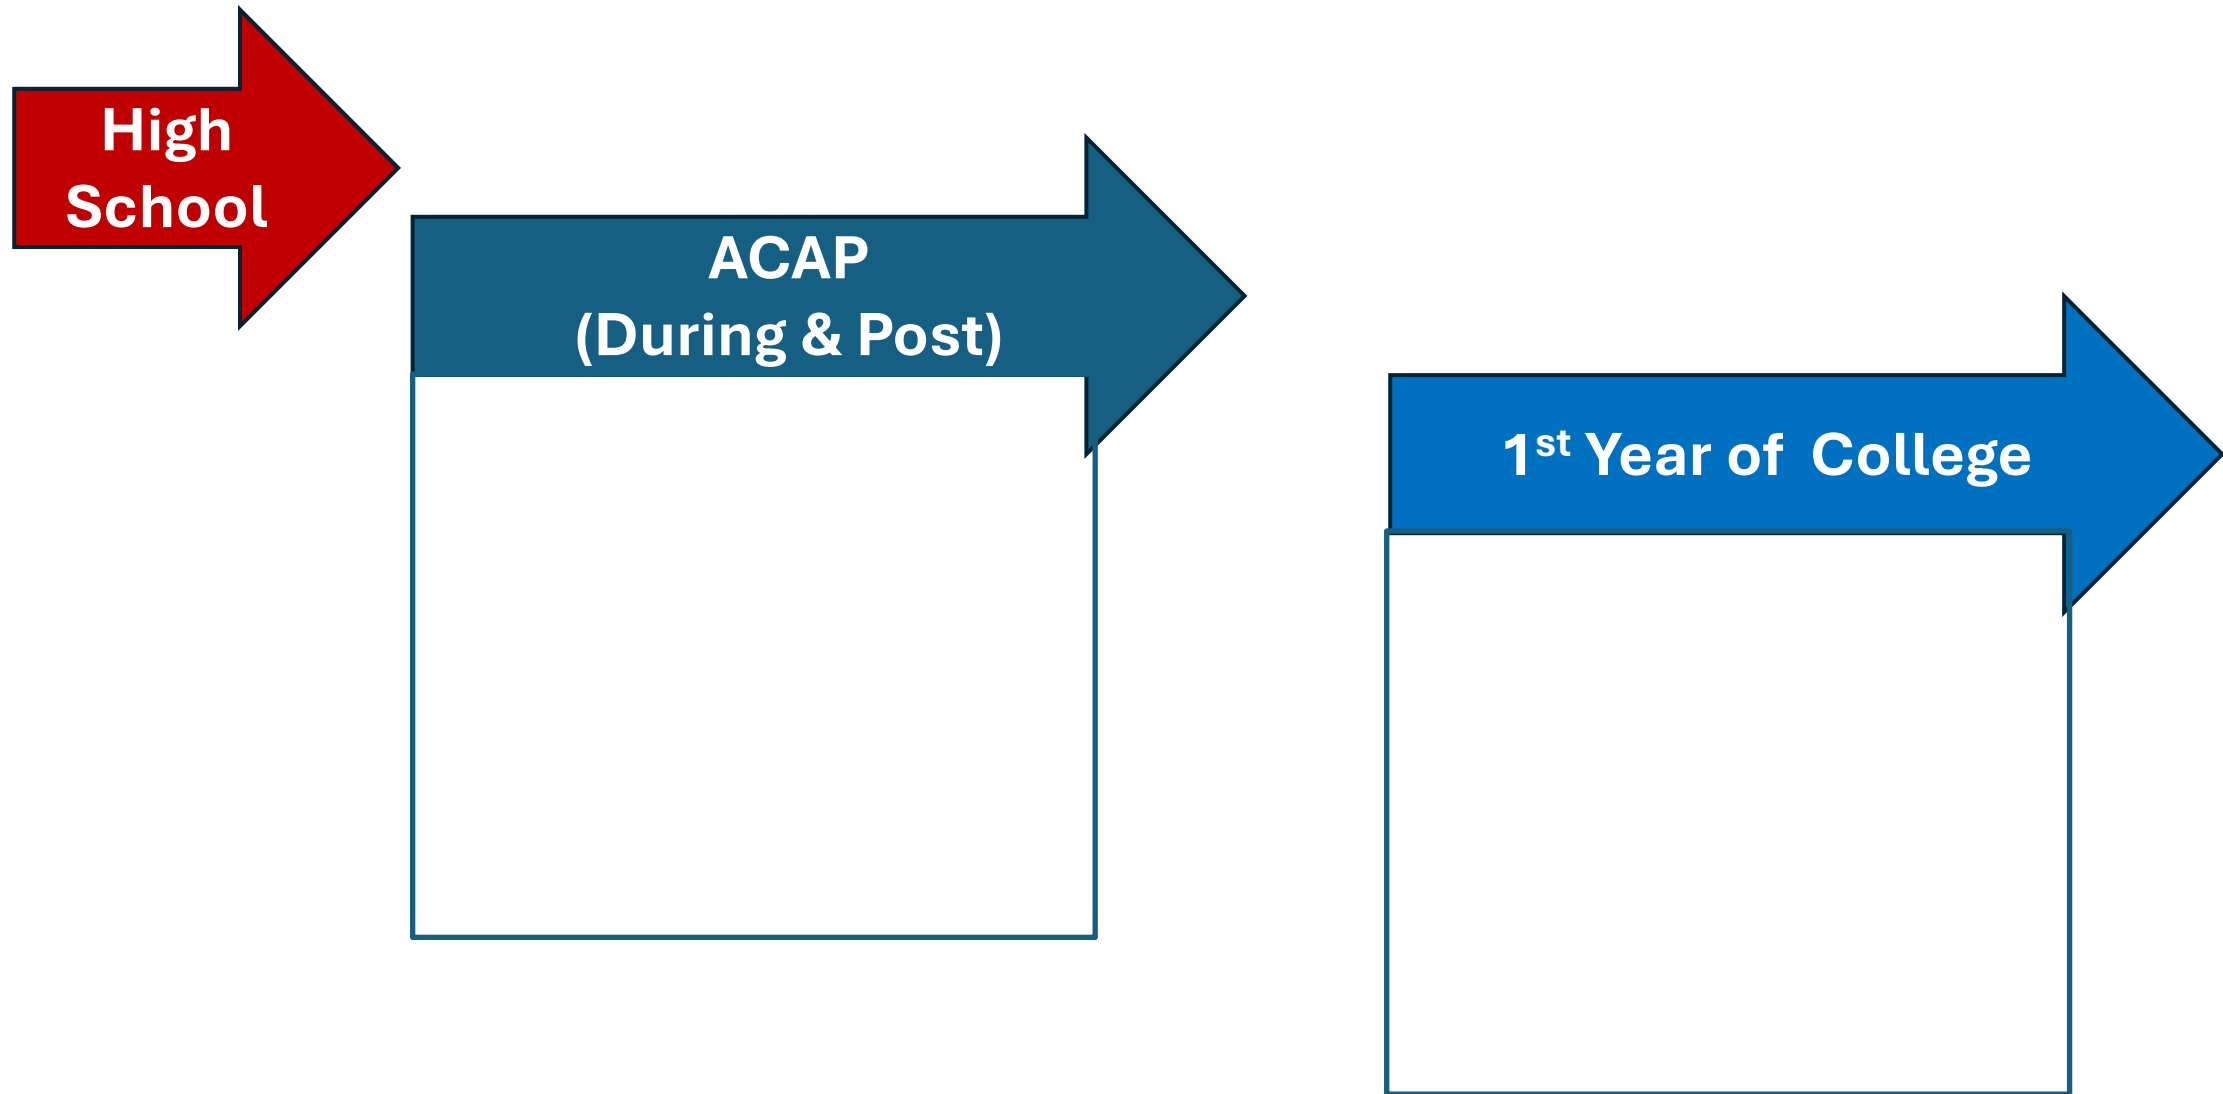 High
School
ACAP
(During & Post)
1st Year of  College